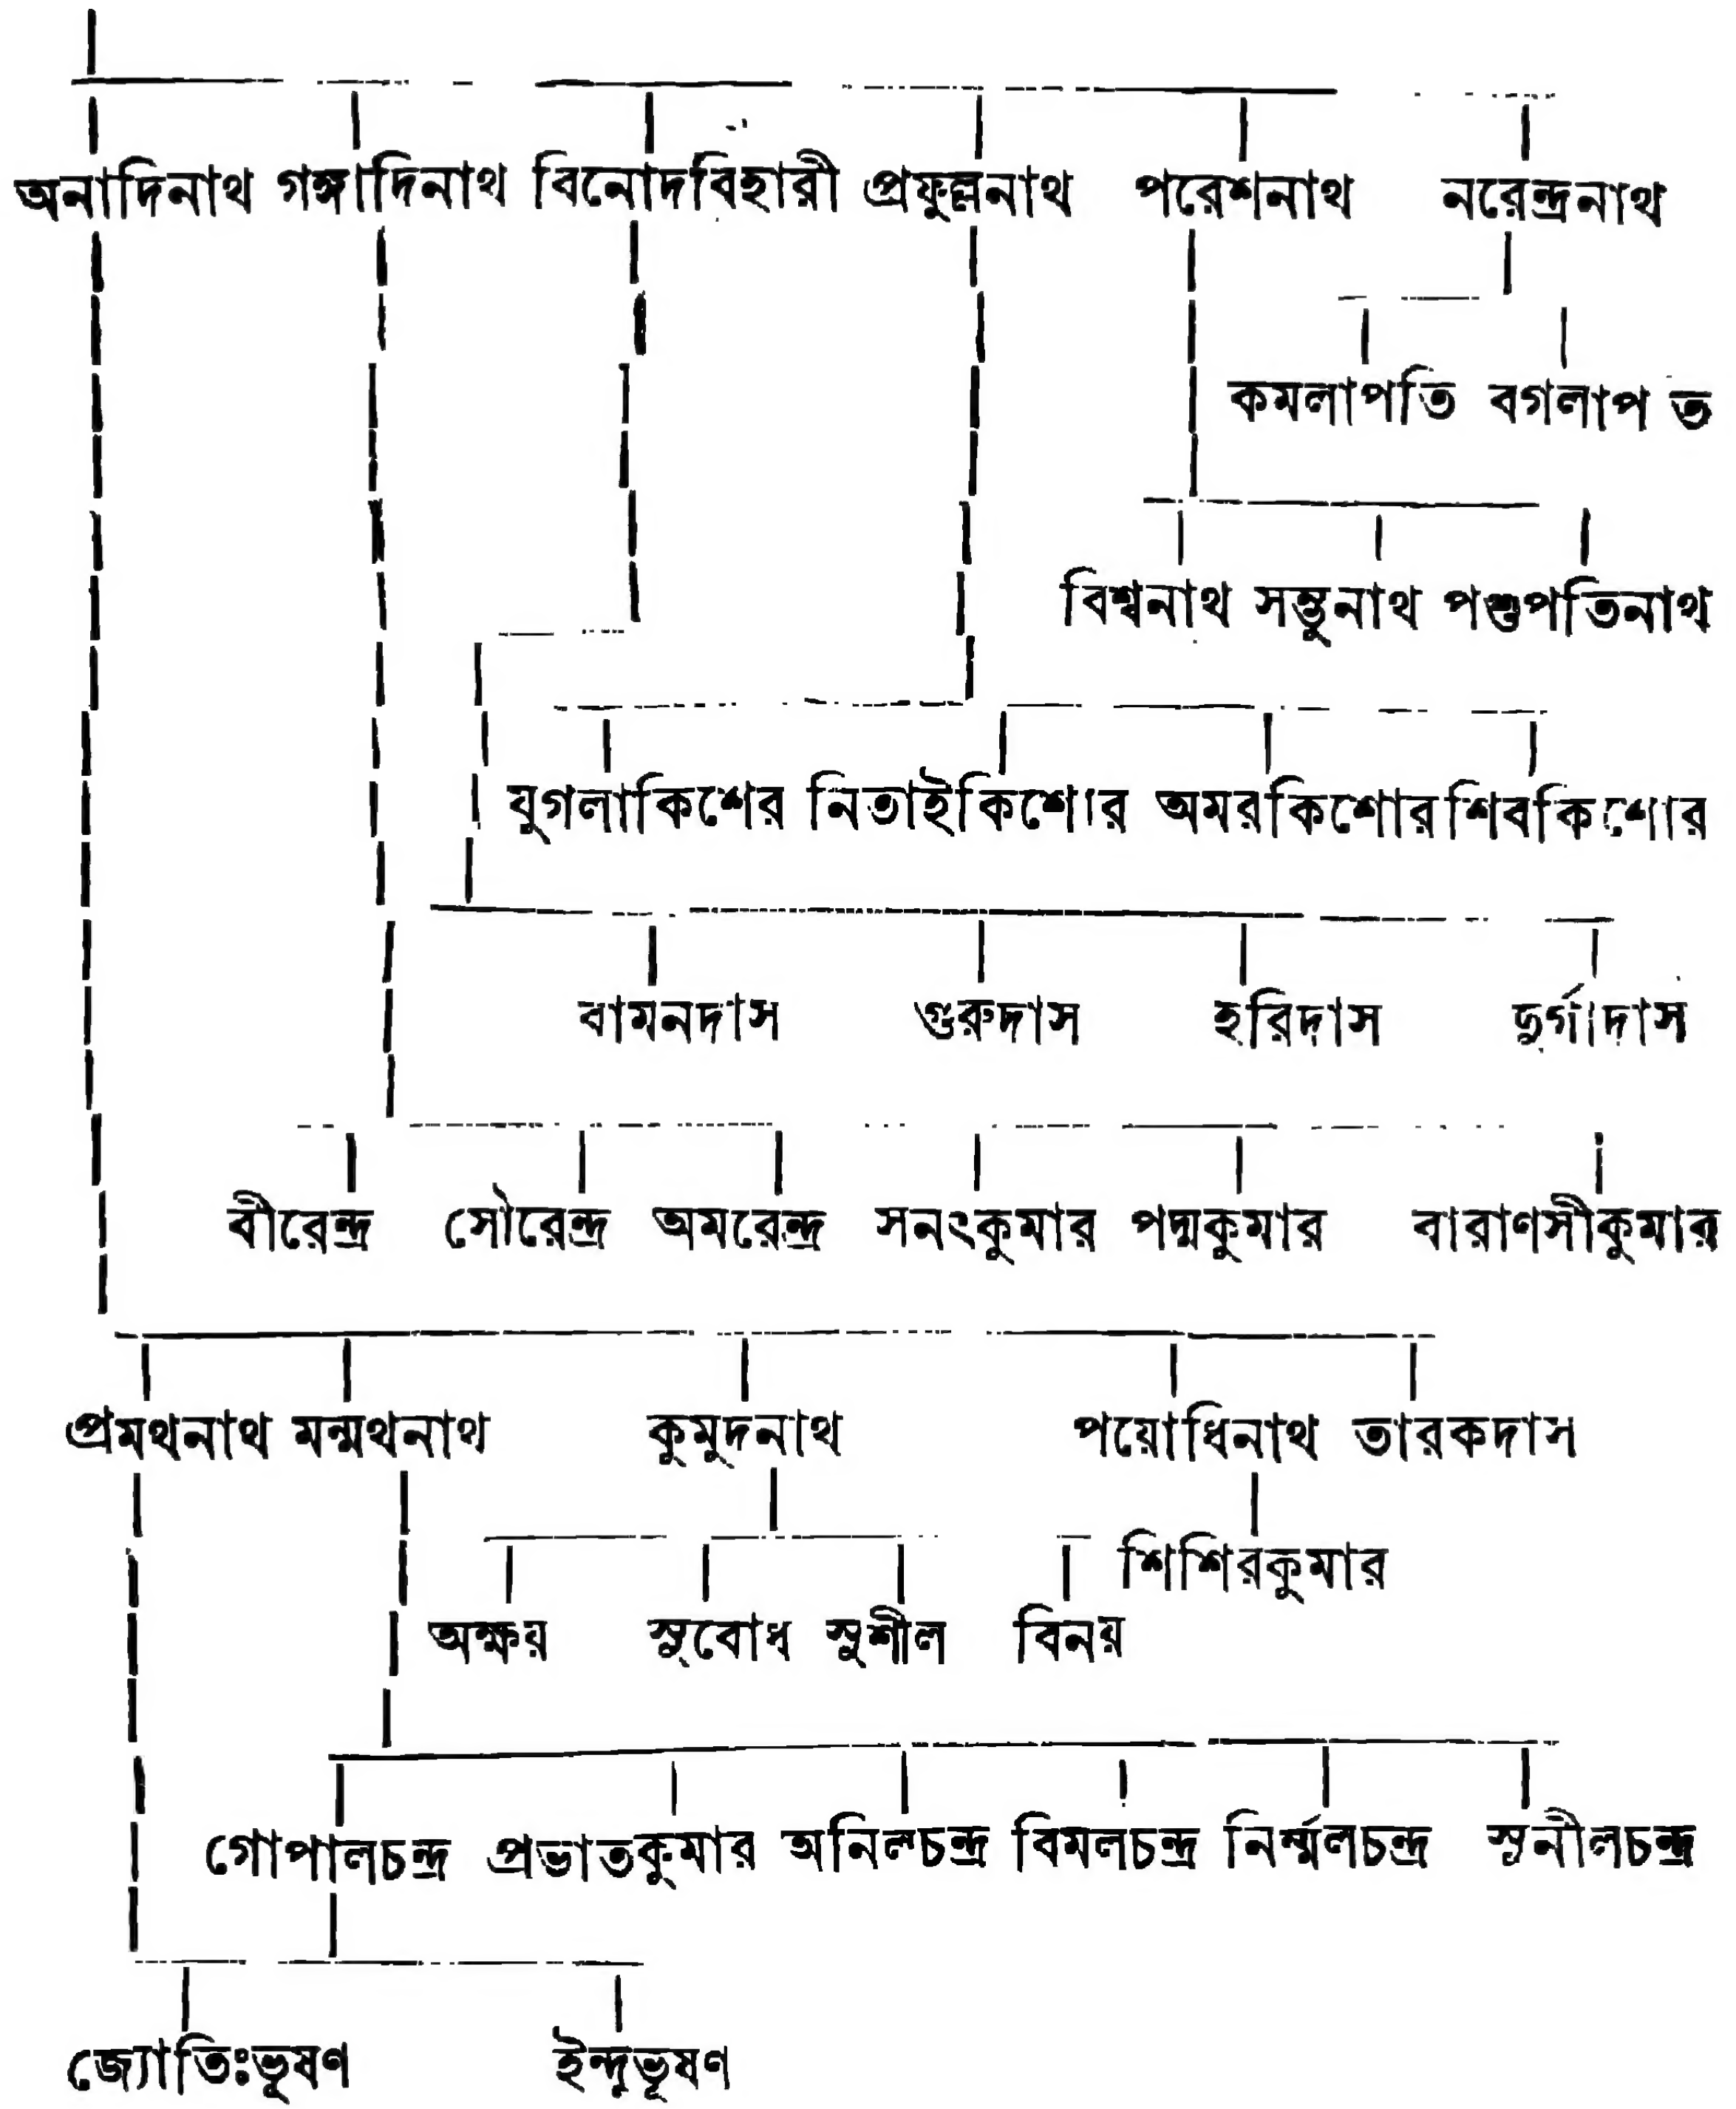 অনাদিনাথ গঙ্গাদিনাথ বিনোদবিহারী প্রফুল্লনাথ পরেশনাথ নরেন্দ্রনাথ
কমলাপতি বগলাপ ত
বিশ্বনাথ সম্ভুনাথ পশুপতিনাথ
যুগলাকিশের নিতাইকিশোর অমরকিশোর শিবকিশোর
বামনদাস গুরুদাস হরিদাস দুর্গাদাস
বীরেন্দ্র সৌরেন্দ্র অমরেন্দ্র সনৎকুমার পদ্মকুমার বারাণসীকুমার
প্রমথনাথ মন্মথনাথ কুমুদনাথ পয়োধিনাথ তারকদাস
শিশিরকুমার
অক্ষয় সুবোধ সুশীল বিনয়
গোপালচন্দ্র প্রভাতকুমার অনিলচন্দ্র বিমলচন্দ্র নির্ম্মলচন্দ্র সুনীলচন্দ্র
জ্যোতিঃভূষণ ইন্দুভূষণ